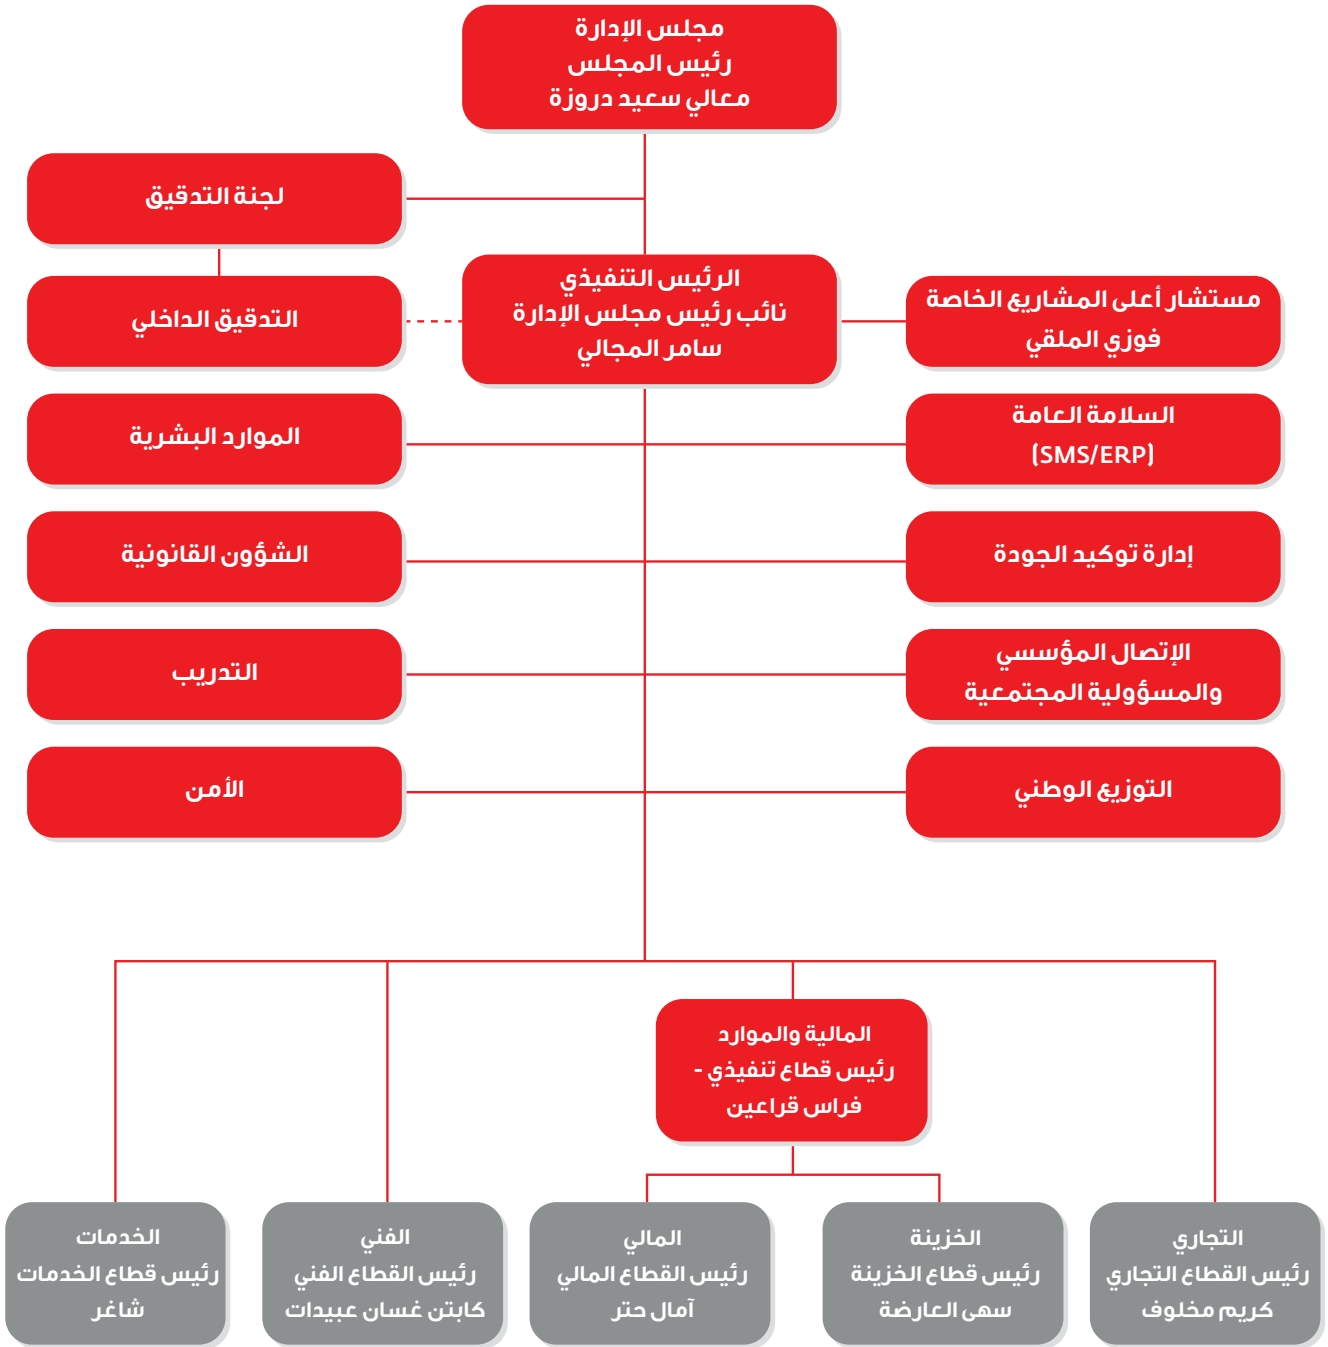 مجلس الإدارة
رئيس المجلس
معالي سعيد دروزة
لجنة التدقيق
الرئيس التنفيذي
نائب رئيس مجلس الإدارة
سامر المجالي
مستشار أعلى المشاريع الخاصة
فوزي الملقي
التدقيق الداخلي
السلامة العامة
(SMS/ERP)
الموارد البشرية
إدارة توكيد الجودة
الشؤون القانونية
الإتصال المؤسسي
والمسؤولية المجتمعية
التدريب
التوزيع الوطني
الأمن
المالية والموارد
رئيس قطاع تنفيذي -
فراس قراعين
التجاري
رئيس القطاع التجاري
كريم مخلوف
الخزينة
رئيس قطاع الخزينة
سهى العارضة
المالي
رئيس القطاع المالي
آمال حتر
الفني
رئيس القطاع الفني
كابتن غسان عبيدات
الخدمات
رئيس قطاع الخدمات
شاغر